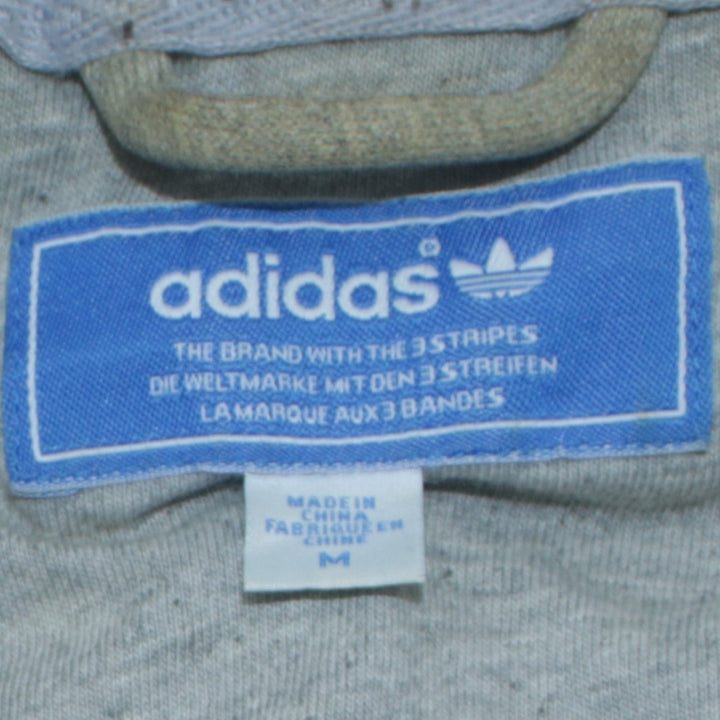 adidas®
THE BRAND WITH THE 3 STRIPES
DIE WELTMARKE MIT DEN 3 STREIFEN
LA MARQUE AUX 3 BANDES
MADE IN
CHINA
FABRIQUE EN
CHINE
M